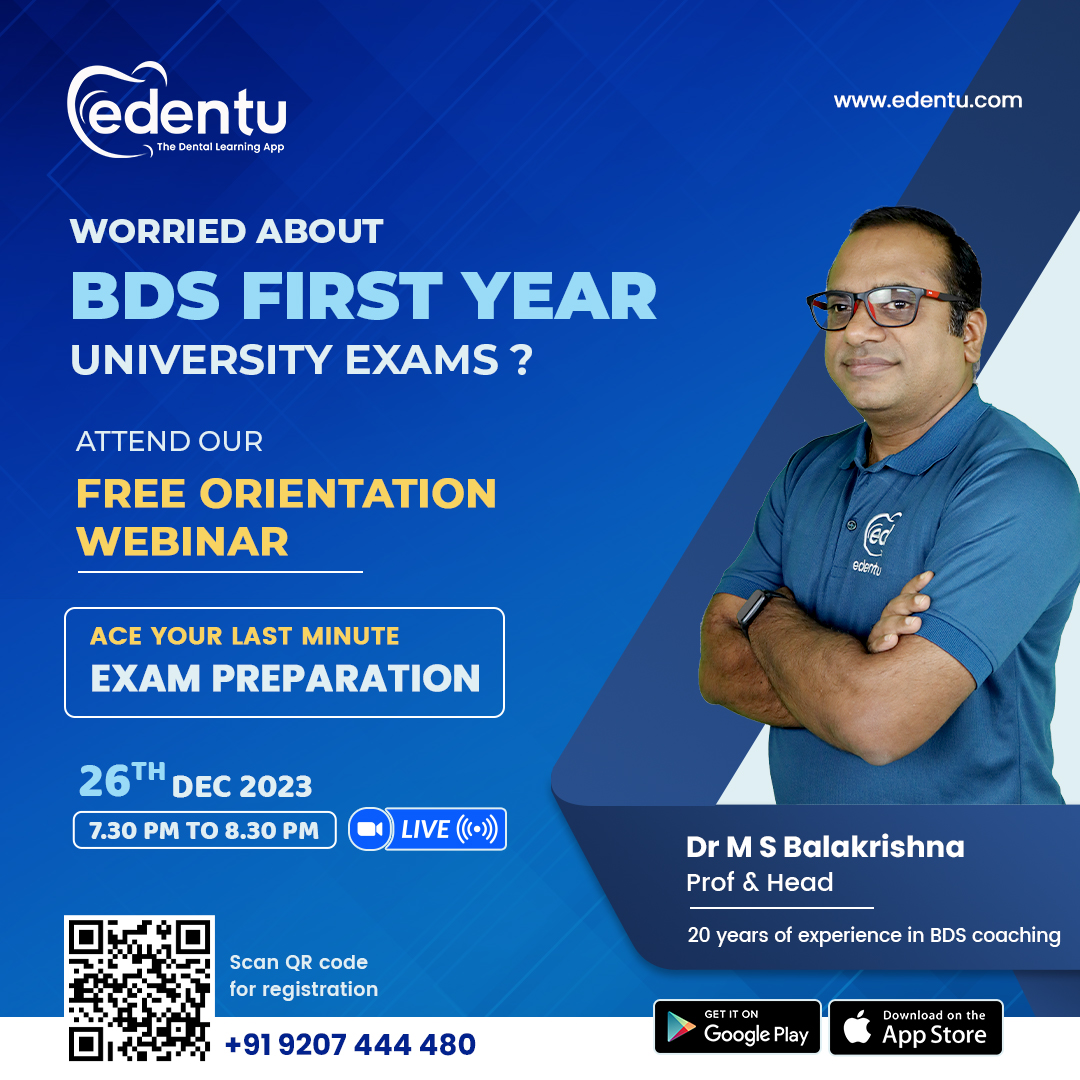 edentu
The Dental Learning App
www.edentu.com
WORRIED ABOUT
BDS FIRST YEAR
UNIVERSITY EXAMS ?
ATTEND OUR
FREE ORIENTATION
WEBINAR
ACE YOUR LAST MINUTE
EXAM PREPARATION
26TH DEC 2023
7.30 PM TO 8.30 PM
LIVE
ed
edentu
Dr M S Balakrishna
Prof & Head
20 years of experience in BDS coaching
Scan QR code
for registration
+91 9207 444 480
GET IT ON
Google Play
Download on the
App Store